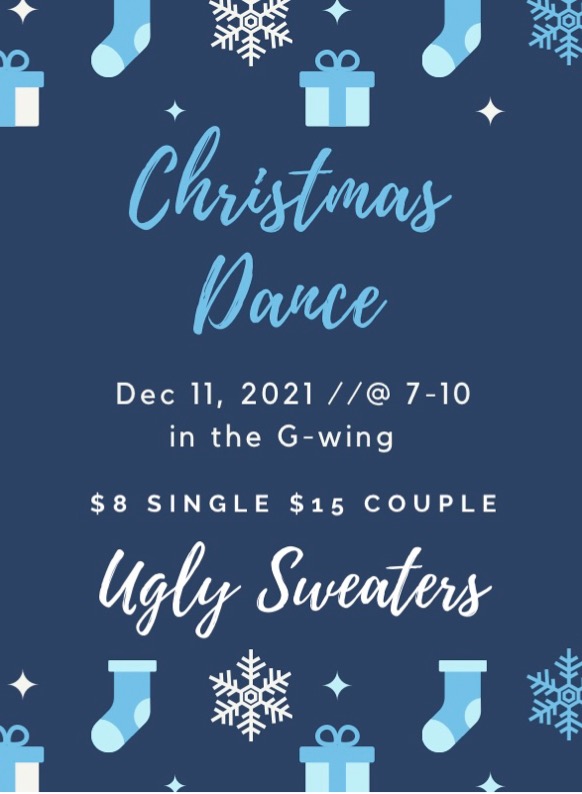 Christmas
Dance
Dec 11, 2021 //@ 7-10
in the G-wing
$8 SINGLE $15 COUPLE
Ugly Sweaters